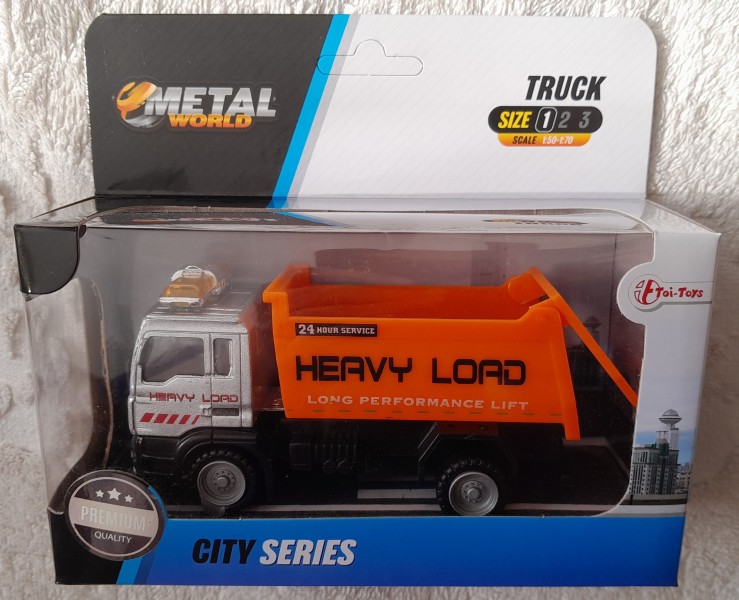 METAL
WORLD
TRUCK
SIZE 1 2 3
SCALE 1:50-1:70
Toi-Toys
24 HOUR SERVICE
HEAVY LOAD
LONG PERFORMANCE LIFT
HEAVY LOAD
PREMIUM
QUALITY
CITY SERIES